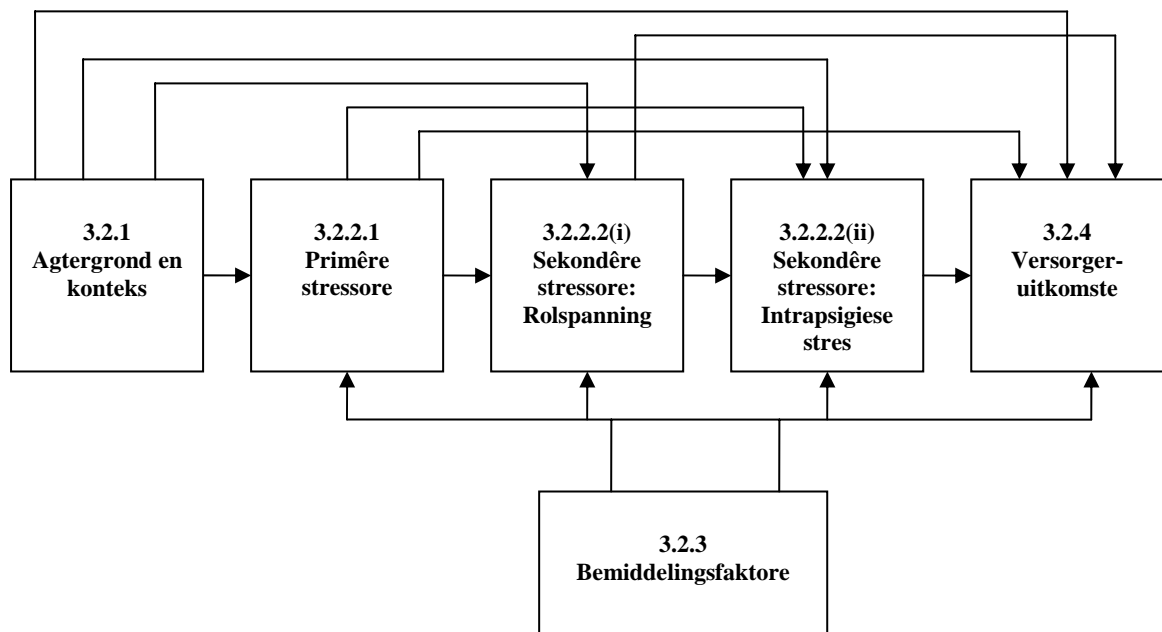 3.2.1
Agtergrond en
konteks
3.2.2.1
Primêre
stressore
3.2.2.2(i)
Sekondêre
stressore:
Rolspanning
3.2.2.2(ii)
Sekondêre
stressore:
Intrapsigiese
stres
3.2.4
Versorger-
uitkomste
3.2.3
Bemiddelingsfaktore